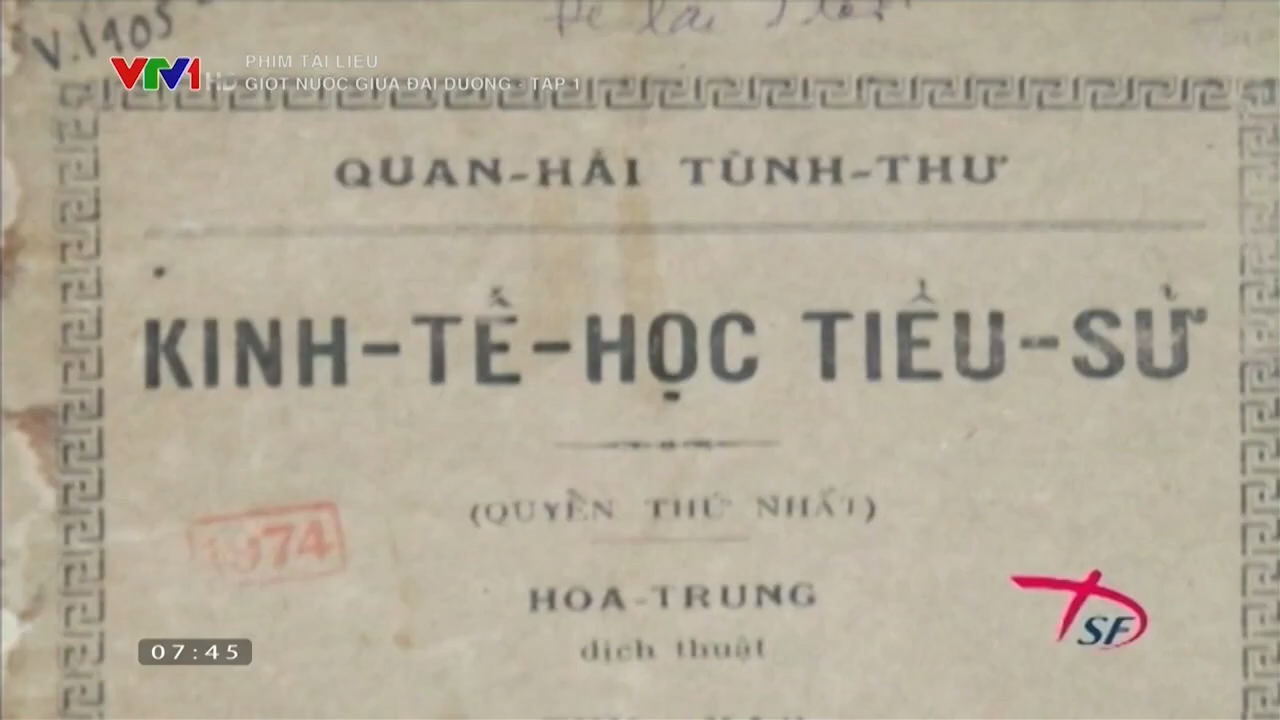 V.1905
VTV1 HD
PHIM TÀI LIỆU
GIỌT NƯỚC GIỮA ĐẠI DƯƠNG - TẬP 1
QUAN-HẢI TÙNH-THƯ
KINH-TẾ-HỌC TIỂU-SỬ
(QUYỂN THỨ NHẤT)
1974
HOA-TRUNG
dịch thuật
SF
07:45